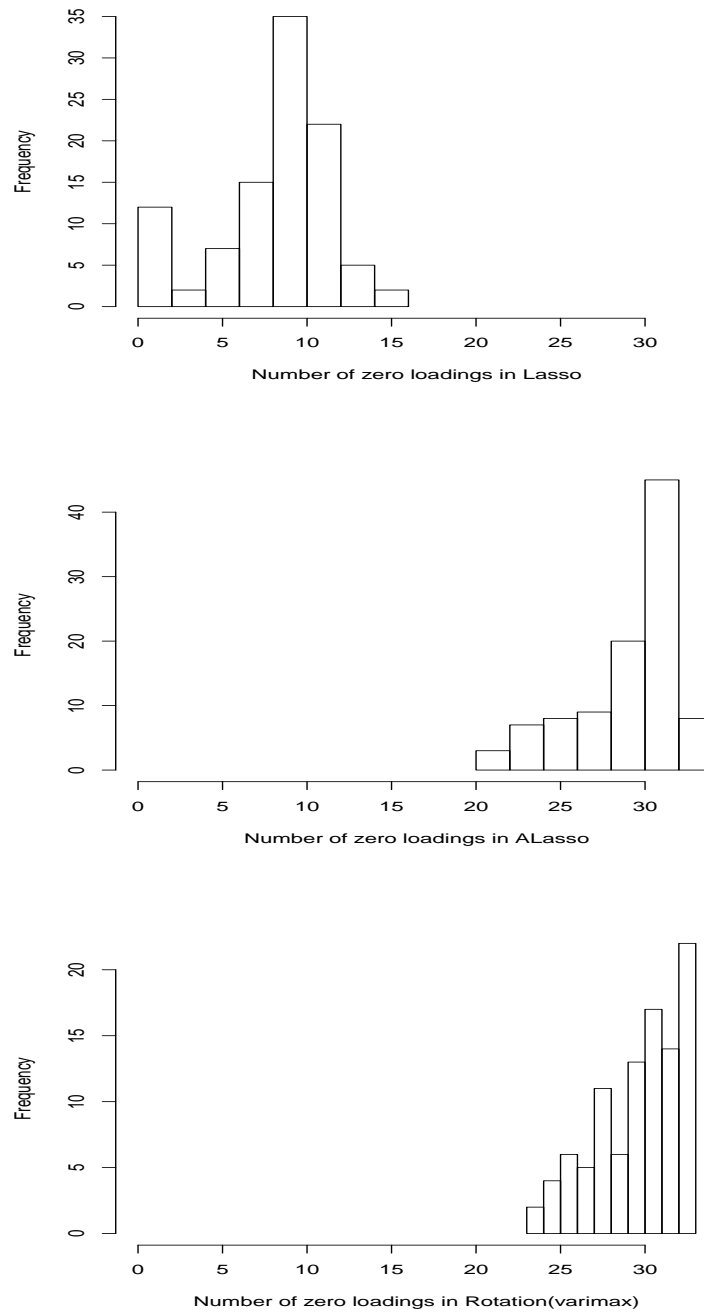 35
30
25
20
15
10
5
0
Frequency
0 5 10 15 20 25 30
Number of zero loadings in Lasso
40
30
20
10
0
Frequency
0 5 10 15 20 25 30
Number of zero loadings in ALasso
20
15
10
5
0
Frequency
0 5 10 15 20 25 30
Number of zero loadings in Rotation(varimax)